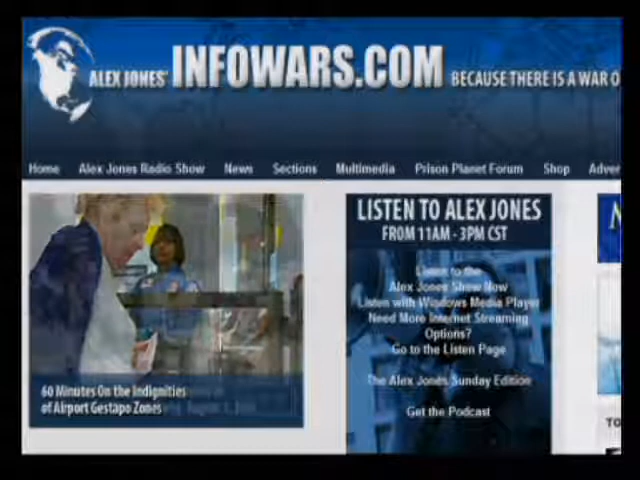 ALEX JONES' INFOWARS.COM BECAUSE THERE IS A WAR O
Home Alex Jones Radio Show News Sections Multimedia Prison Planet Forum Shop Adver
LISTEN TO ALEX JONES
FROM 11AM - 3PM CST
Listen to the
Alex Jones Show Now
Listen with Windows Media Player
Need More Internet Streaming
Options?
Go to the Listen Page
The Alex Jones Sunday Edition
Get the Podcast
60 Minutes On the Indignities
of Airport Gestapo Zones
TO